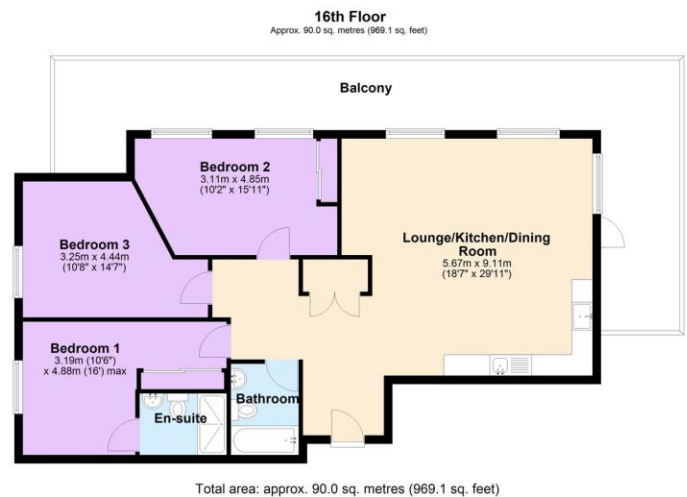 16th Floor
Approx. 90.0 sq. metres (969.1 sq. feet)
Balcony
Bedroom 2
3.11m x 4.85m
(10'2" x 15'11")
Bedroom 3
3.25m x 4.44m
(10'8" x 14'7")
Lounge/Kitchen/Dining
Room
5.67m x 9.11m
(18'7" x 29'11")
Bedroom 1
3.19m (10'6")
x 4.88m (16') max
En-suite
Bathroom
Total area: approx. 90.0 sq. metres (969.1 sq. feet)